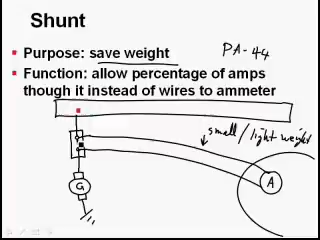 Shunt
Purpose: save weight
PA-44
Function: allow percentage of amps
though it instead of wires to ammeter
small/light weight
A
G